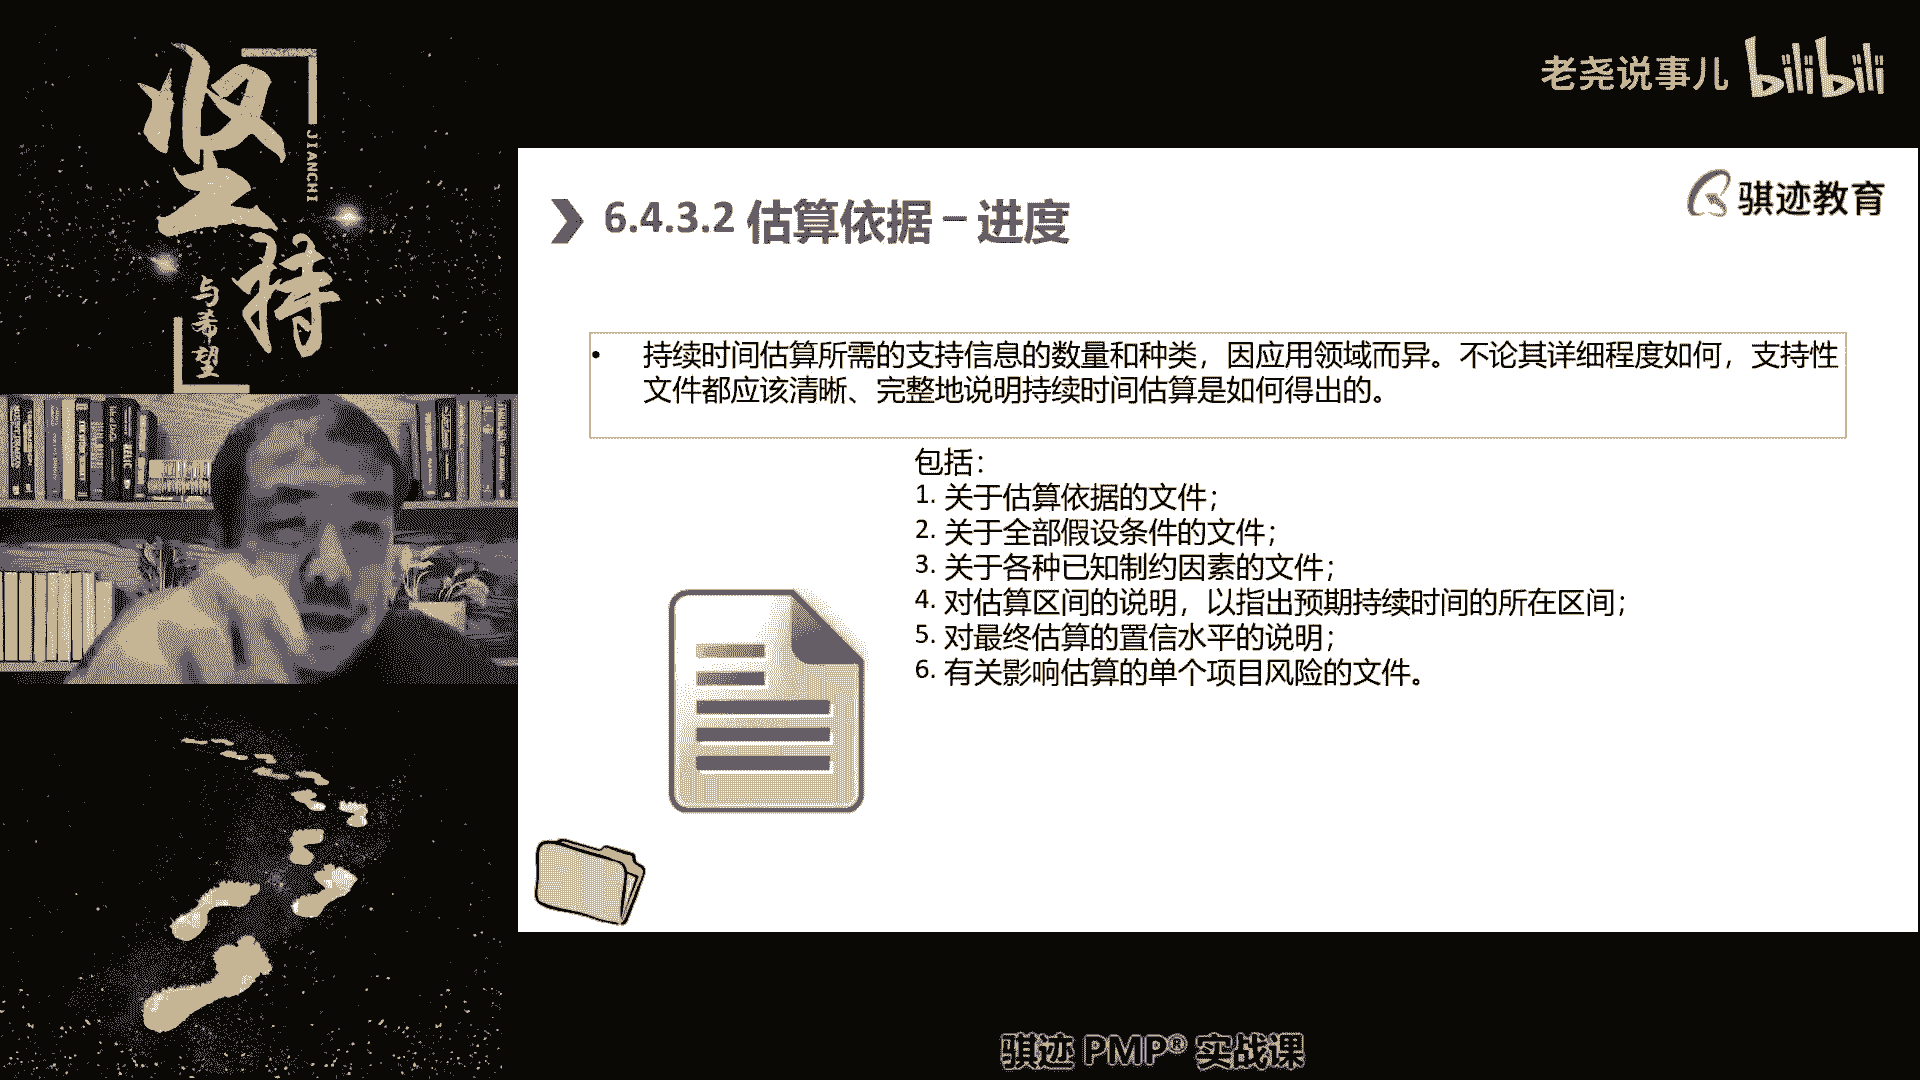 坚持
JIANCHI
与希望
老尧说事儿 bilibili
骐迹教育
6.4.3.2 估算依据 – 进度
• 持续时间估算所需的支持信息的数量和种类，因应用领域而异。不论其详细程度如何，支持性
文件都应该清晰、完整地说明持续时间估算是如何得出的。
包括：
1. 关于估算依据的文件；
2. 关于全部假设条件的文件；
3. 关于各种已知制约因素的文件；
4. 对估算区间的说明，以指出预期持续时间的所在区间；
5. 对最终估算的置信水平的说明；
6. 有关影响估算的单个项目风险的文件。
骐迹 PMP® 实战课